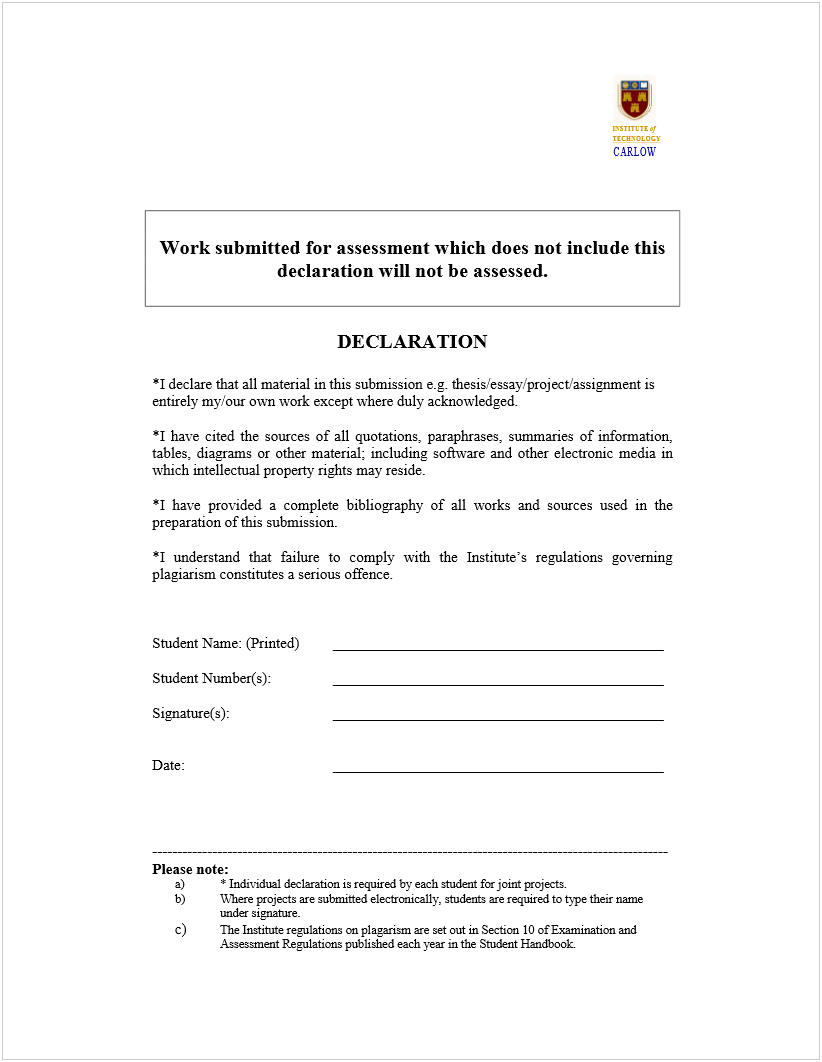 INSTITUTE of
TECHNOLOGY
CARLOW
Work submitted for assessment which does not include this
declaration will not be assessed.
DECLARATION
*I declare that all material in this submission e.g. thesis/essay/project/assignment is
entirely my/our own work except where duly acknowledged.
*I have cited the sources of all quotations, paraphrases, summaries of information,
tables, diagrams or other material; including software and other electronic media in
which intellectual property rights may reside.
*I have provided a complete bibliography of all works and sources used in the
preparation of this submission.
*I understand that failure to comply with the Institute’s regulations governing
plagiarism constitutes a serious offence.
Student Name: (Printed)
Student Number(s):
Signature(s):
Date:
Please note:
a) * Individual declaration is required by each student for joint projects.
b) Where projects are submitted electronically, students are required to type their name
under signature.
c) The Institute regulations on plagarism are set out in Section 10 of Examination and
Assessment Regulations published each year in the Student Handbook.